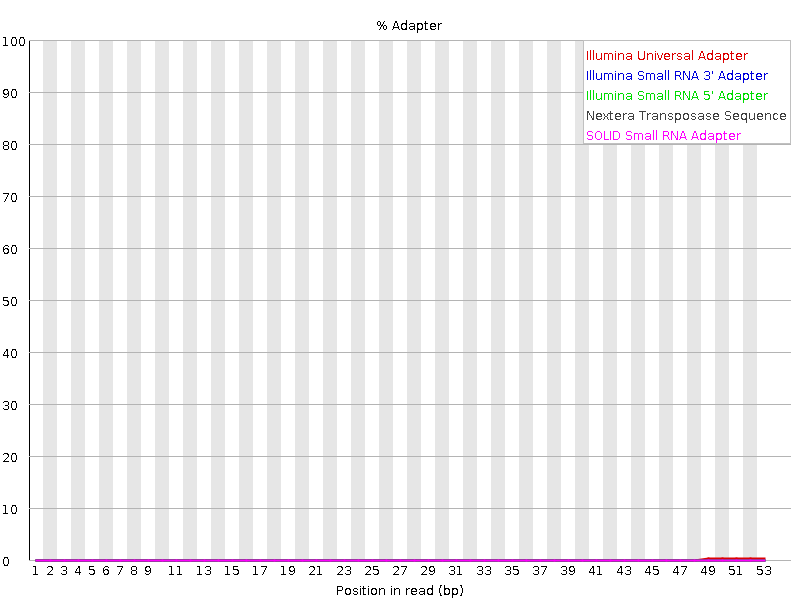 % Adapter
100
90
80
70
60
50
40
30
20
10
0
Illumina Universal Adapter
Illumina Small RNA 3' Adapter
Illumina Small RNA 5' Adapter
Nextera Transposase Sequence
SOLID Small RNA Adapter
1 2 3 4 5 6 7 8 9 11 13 15 17 19 21 23 25 27 29 31 33 35 37 39 41 43 45 47 49 51 53
Position in read (bp)